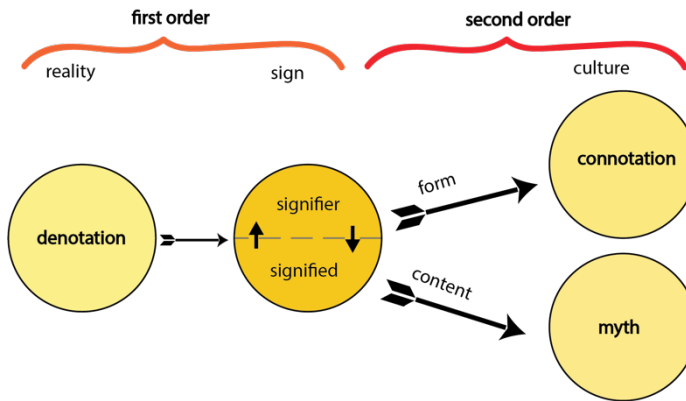 first order
second order
reality
sign
culture
denotation
signifier
signified
form
content
connotation
myth